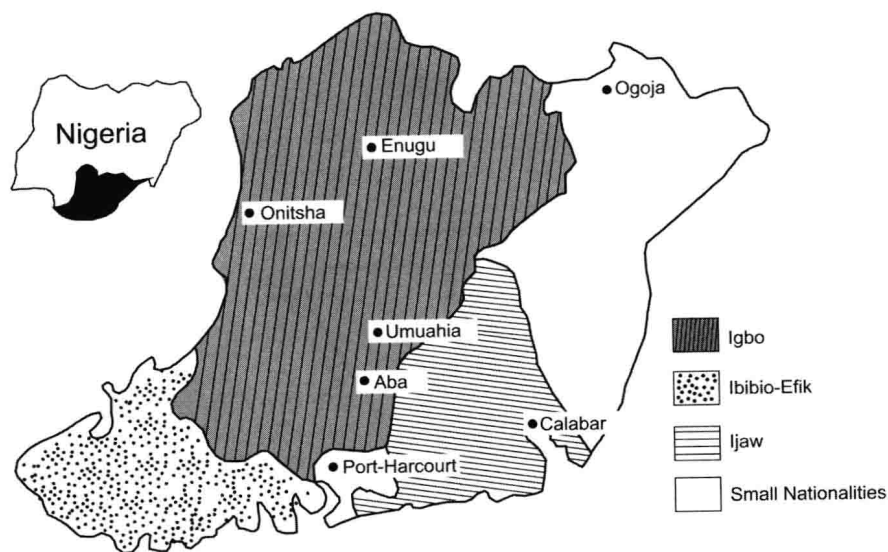 Nigeria
Ogoja
Enugu
Onitsha
Umuahia
Aba
Calabar
Port-Harcourt
Igbo
Ibibio-Efik
Ijaw
Small Nationalities